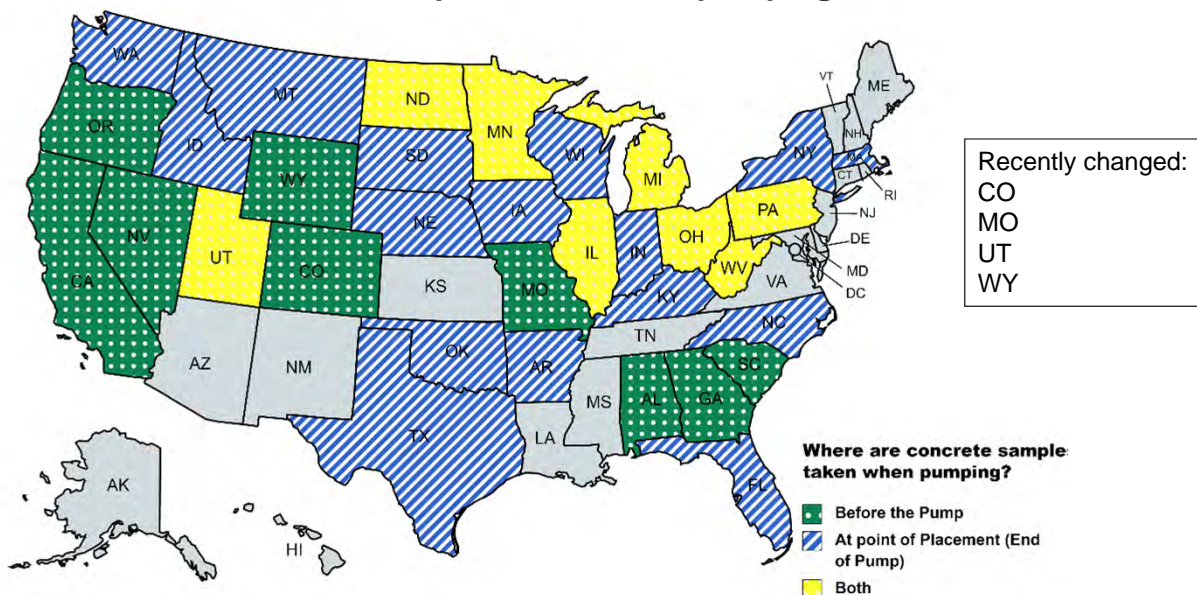 WA
MT
ND
MN
VT
ME
OR
ID
SD
WI
NH
NY
MA
CT
RI
WY
MI
IA
NE
PA
NJ
NV
UT
CO
IL
IN
OH
WV
DE
MD
DC
CA
KS
MO
KY
VA
AZ
NM
OK
AR
TN
NC
SC
MS
AL
GA
TX
LA
FL
AK
HI
Recently changed:
CO
MO
UT
WY
Where are concrete sample
taken when pumping?
Before the Pump
At point of Placement (End
of Pump)
Both